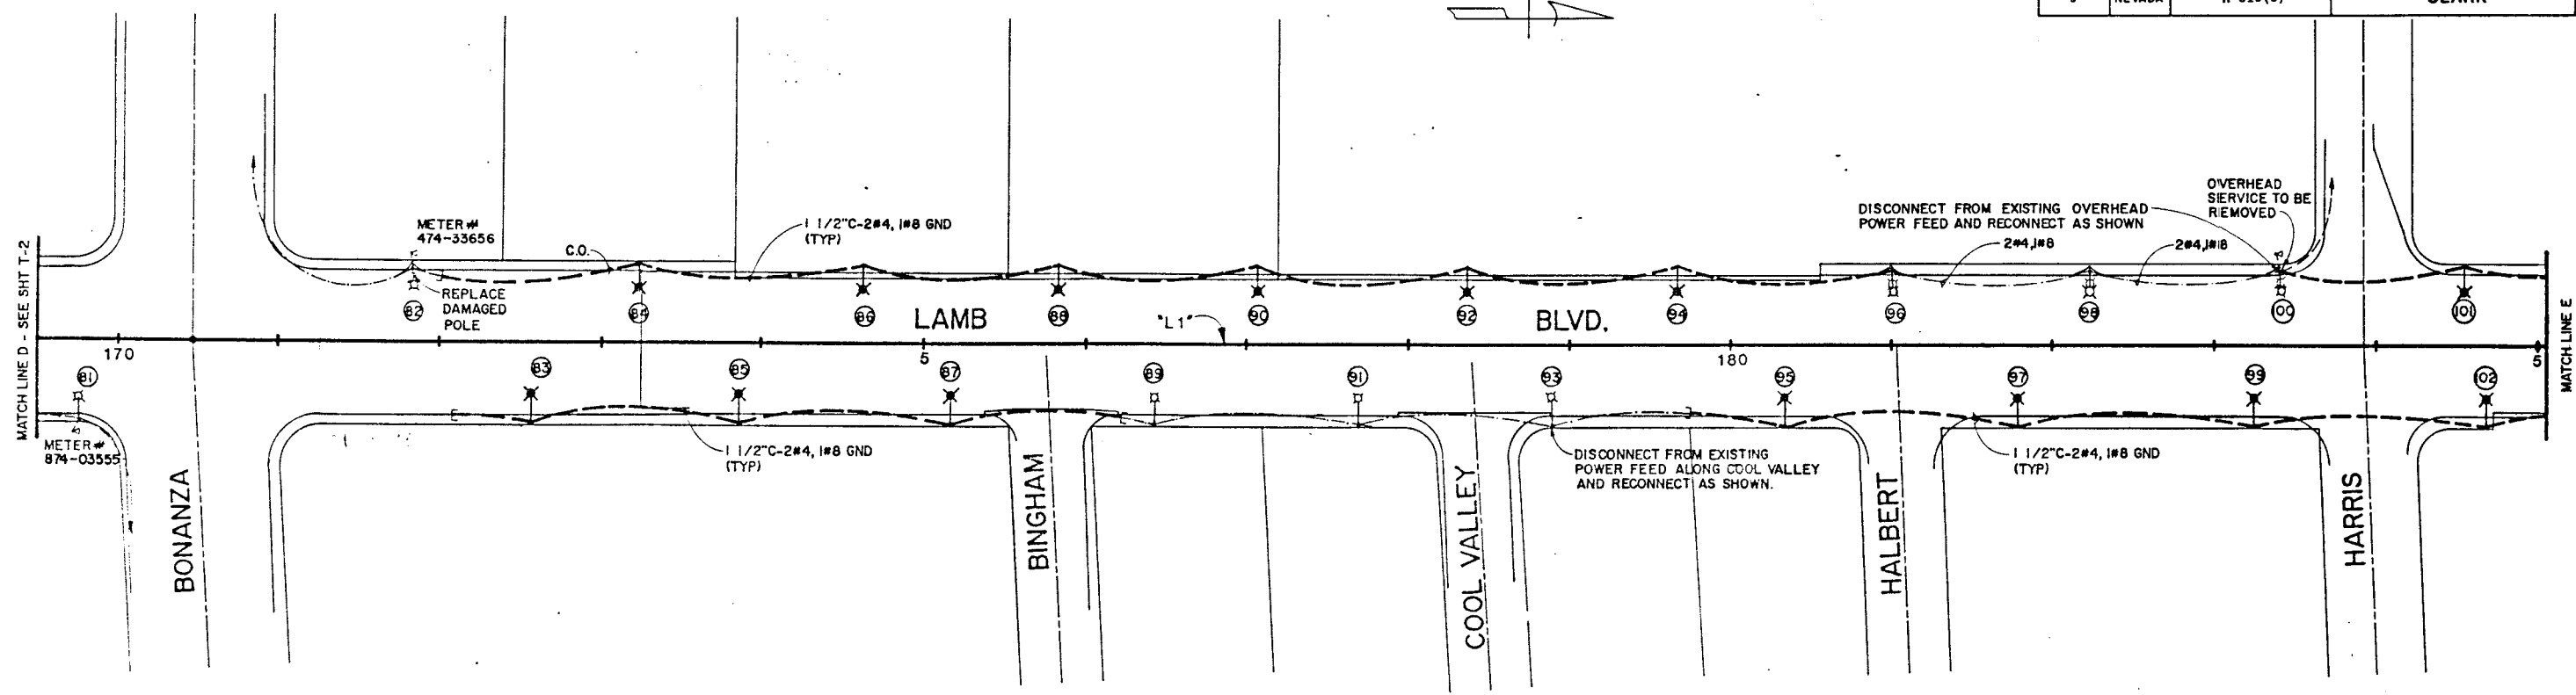 NEVADA
CLARK
MATCH LINE D - SEE SHT T-2
METER #
474-33656
C.O.
1 1/2"C-2#4, 1#8 GND
(TYP)
DISCONNECT FROM EXISTING OVERHEAD
POWER FEED AND RECONNECT AS SHOWN
2#4,1#8
2#4,1#8
OVERHEAD
SERVICE TO BE
REMOVED
82
REPLACE
DAMAGED
POLE
84
86
LAMB
88
"L1"
90
92
BLVD.
94
96
98
100
101
170
5
180
5
MATCH LINE E
81
83
85
87
89
91
93
95
97
99
102
METER #
874-03555
1 1/2"C-2#4, 1#8 GND
(TYP)
DISCONNECT FROM EXISTING
POWER FEED ALONG COOL VALLEY
AND RECONNECT AS SHOWN.
1 1/2"C-2#4, 1#8 GND
(TYP)
BONANZA
BINGHAM
COOL VALLEY
HALBERT
HARRIS